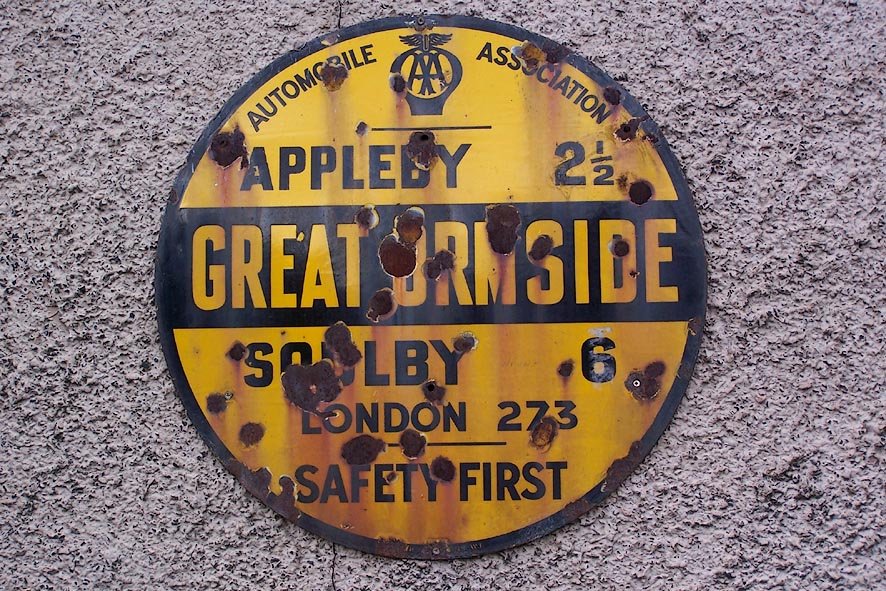 AUTOMOBILE AA ASSOCIATION
APPLEBY 2½
GREAT ORMSIDE
SOULBY 6
LONDON 273
SAFETY FIRST